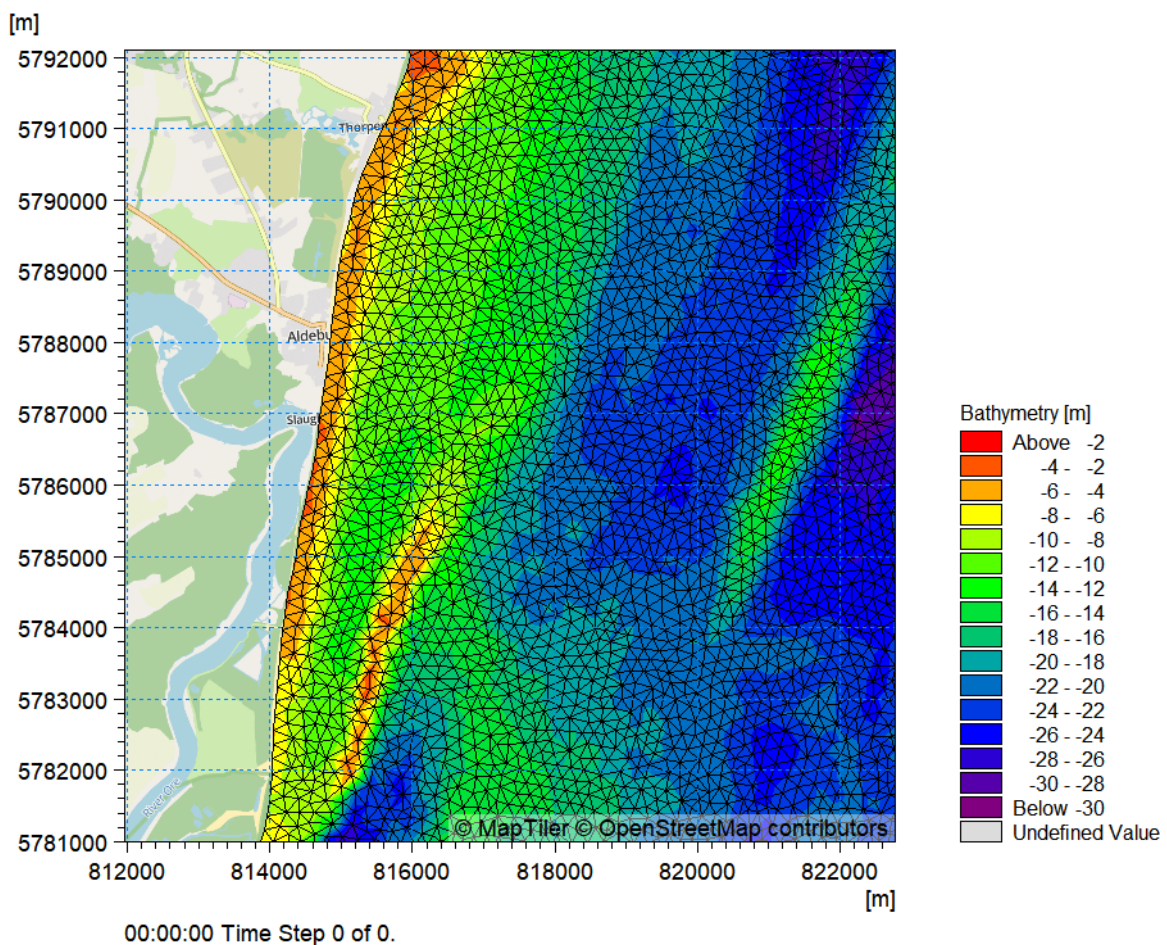 [m]
5792000
5791000
5790000
5789000
5788000
5787000
5786000
5785000
5784000
5783000
5782000
5781000
812000
814000
816000
818000
820000
822000
[m]
Thorpe
Aldebu
Slaugh
River Ore
© MapTiler © OpenStreetMap contributors
Bathymetry [m]
Above -2
-4 - -2
-6 - -4
-8 - -6
-10 - -8
-12 - -10
-14 - -12
-16 - -14
-18 - -16
-20 - -18
-22 - -20
-24 - -22
-26 - -24
-28 - -26
-30 - -28
Below -30
Undefined Value
00:00:00 Time Step 0 of 0.